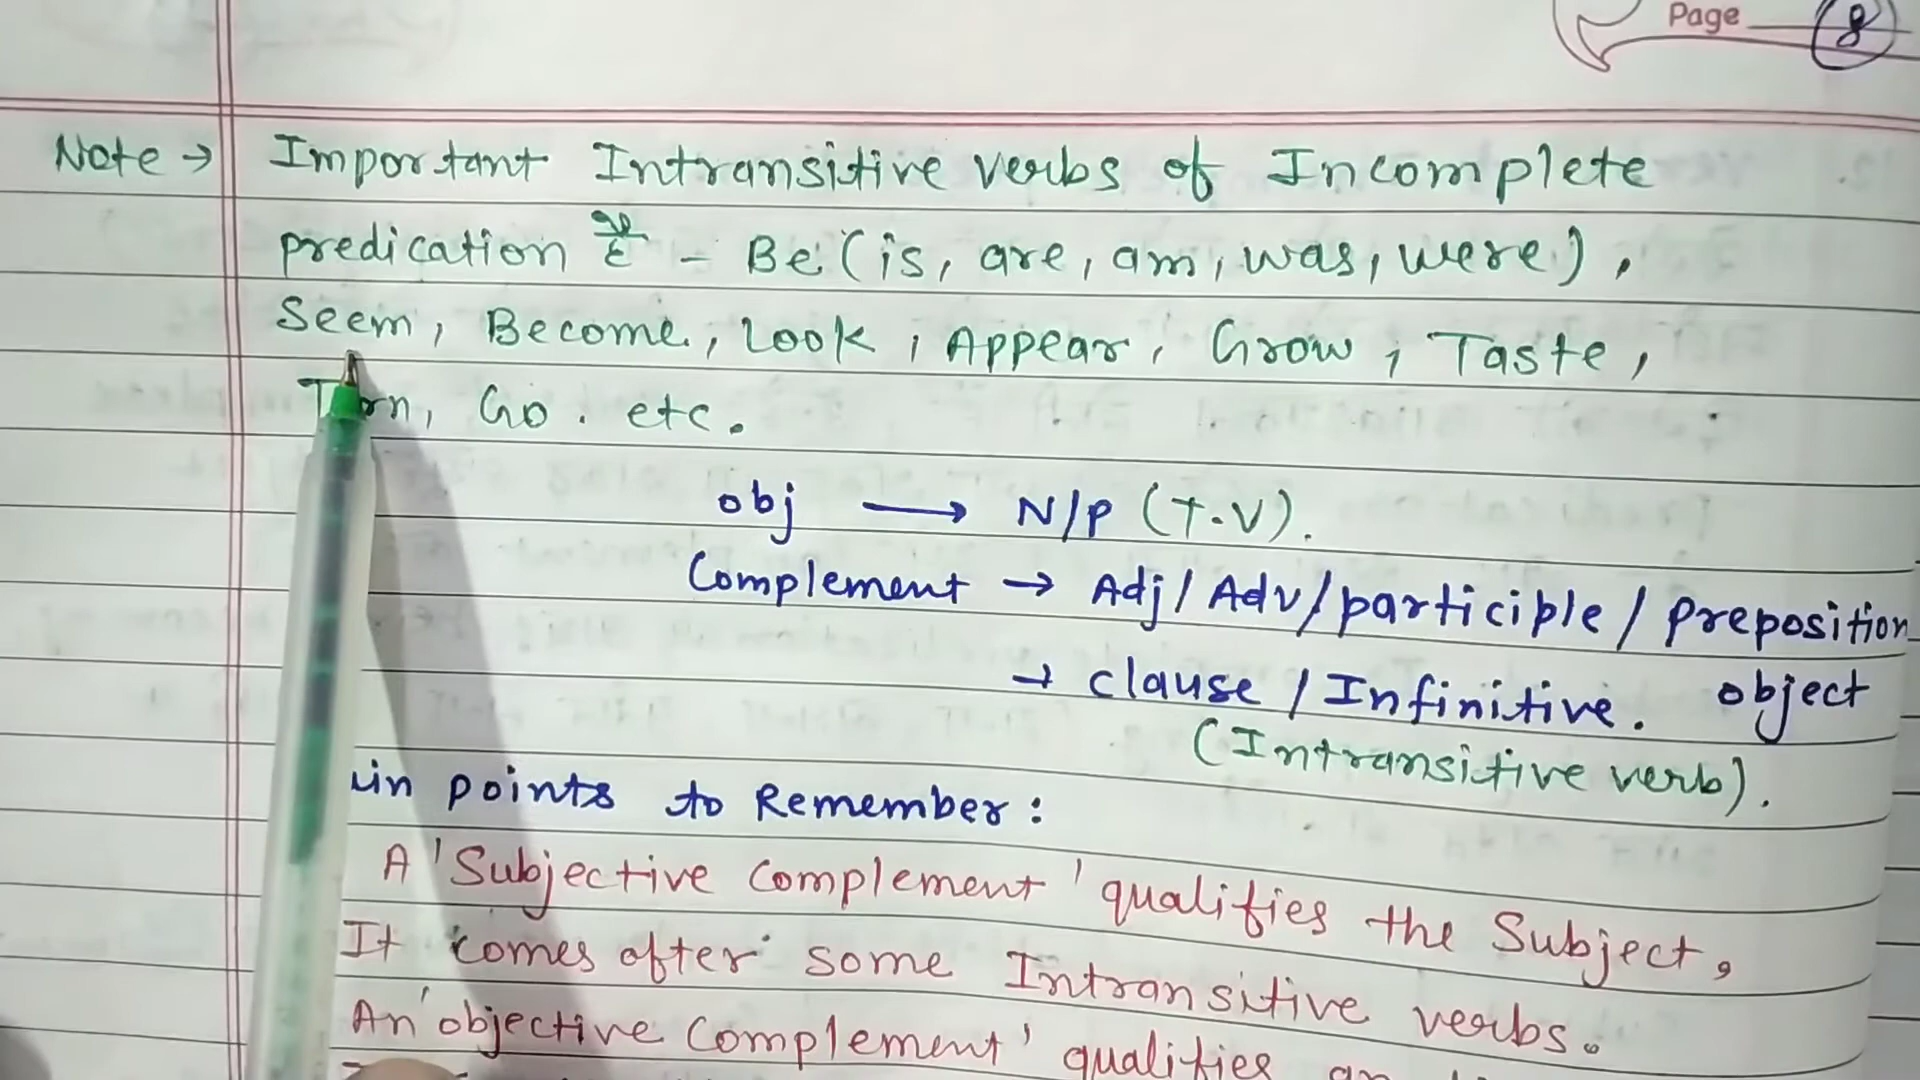 Page 8
Note → Important Intransitive verbs of Incomplete
predication - Be (is, are, am, was, were),
Seem, Become, Look, Appear, Grow, Taste,
Turn, Go. etc.
obj → N/P (T.V).
Complement → Adj / Adv / participle / preposition
→ clause / Infinitive. object
(Intransitive verb).
points to Remember:
A 'Subjective complement' qualifies the Subject,
It comes after some Intransitive verbs.
An 'objective complement' qualifies an